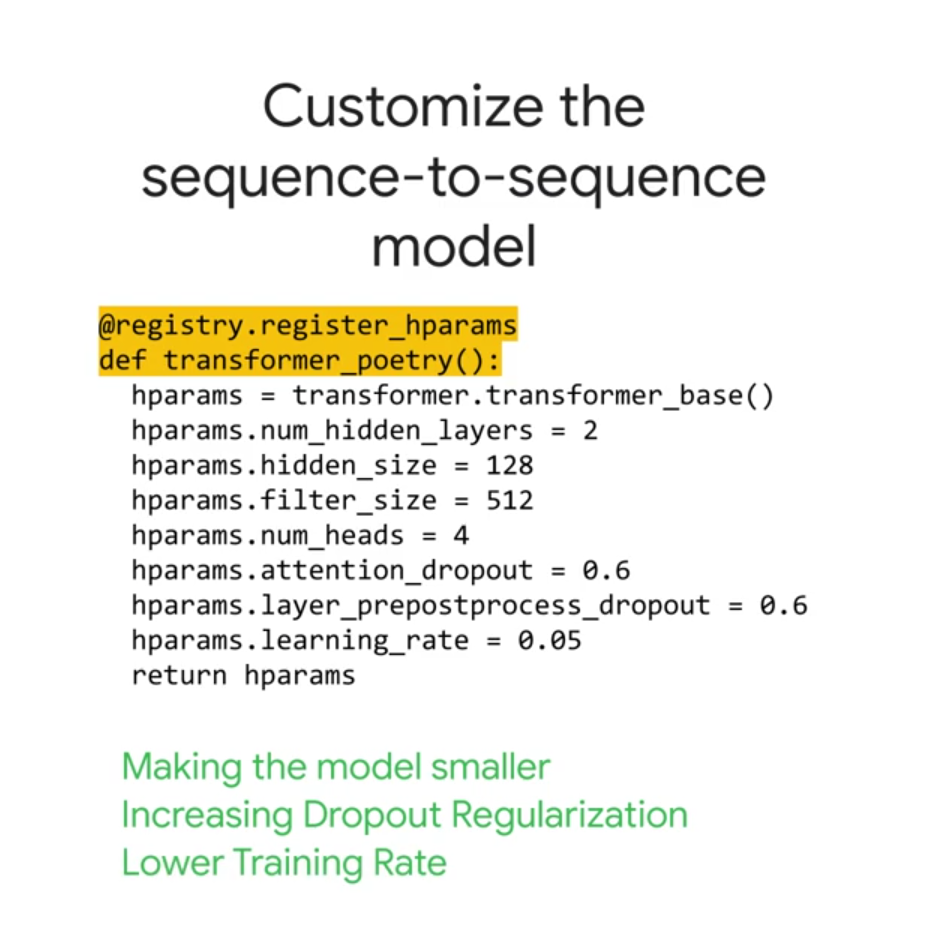 Customize the
sequence-to-sequence
model
@registry.register_hparams
def transformer_poetry():
  hparams = transformer.transformer_base()
  hparams.num_hidden_layers = 2
  hparams.hidden_size = 128
  hparams.filter_size = 512
  hparams.num_heads = 4
  hparams.attention_dropout = 0.6
  hparams.layer_prepostprocess_dropout = 0.6
  hparams.learning_rate = 0.05
  return hparams
Making the model smaller
Increasing Dropout Regularization
Lower Training Rate